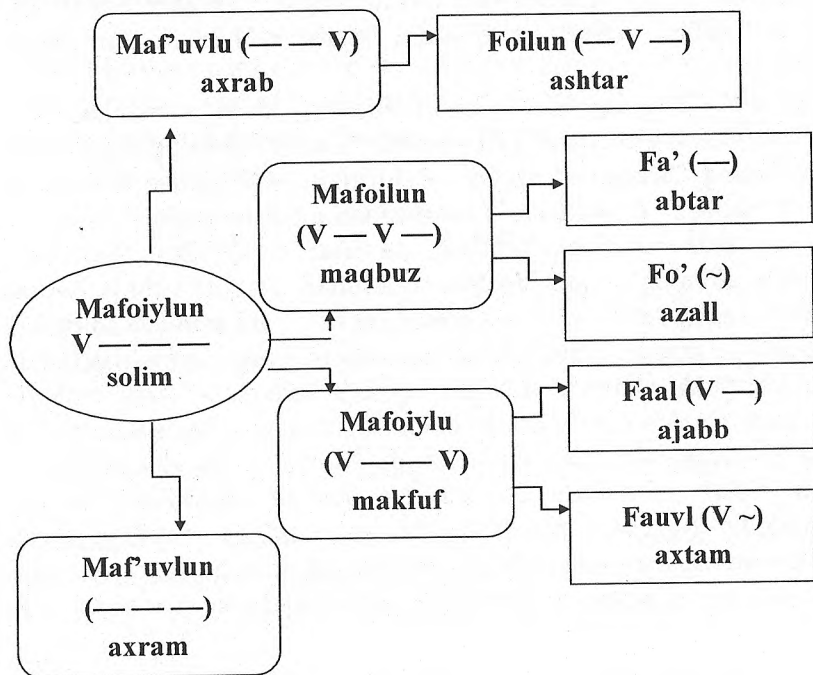 Maf’uvlu (— — V)
axrab
Foilun (— V —)
ashtar
Mafoilun
(V — V —)
maqbuz
Fa’ (—)
abtar
Fo’ (~)
azall
Mafoiylun
V — — —
solim
Mafoiylu
(V — — V)
makfuf
Faal (V —)
ajabb
Fauvl (V ~)
axtam
Maf’uvlun
(— — —)
axram